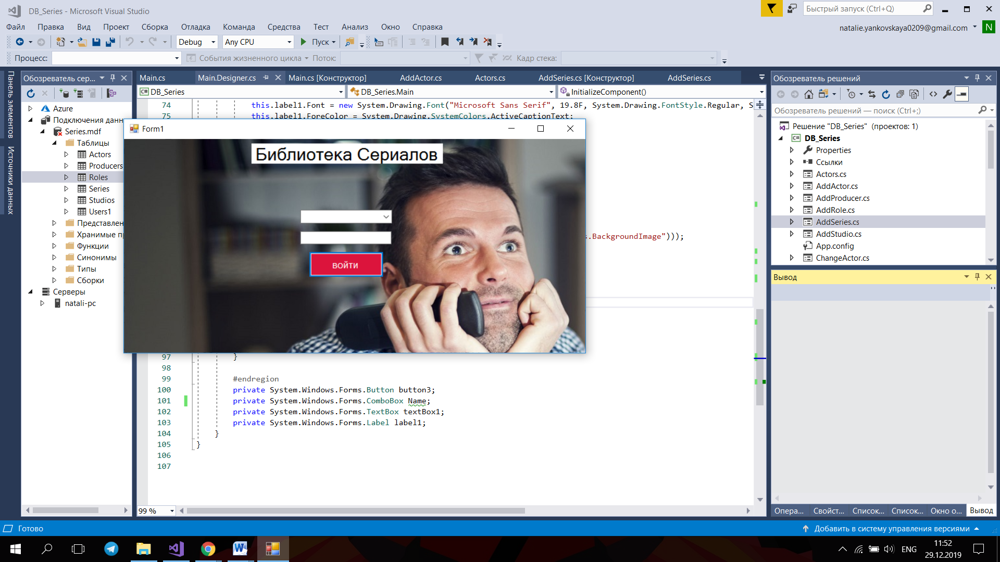 DB_Series - Microsoft Visual Studio
Быстрый запуск (Ctrl+Q)
Файл Правка Вид Проект Сборка Отладка Команда Средства Тест Анализ Окно Справка
natalie.yankovskaya0209@gmail.com N
Debug Any CPU Пуск
Процесс: События жизненного цикла Поток: Кадр стека:
Панель элементов
Источники данных
Обозреватель сер...
Azure
Подключения данн
Series.mdf
Таблицы
Actors
Producers
Roles
Series
Studios
Users1
Представлен
Хранимые п
Функции
Синонимы
Типы
Сборки
Серверы
natali-pc
Main.cs Main.Designer.cs Main.cs [Конструктор] AddActor.cs Actors.cs AddSeries.cs [Конструктор] AddSeries.cs
DB_Series DB_Series.Main InitializeComponent()
74 this.label1.Font = new System.Drawing.Font("Microsoft Sans Serif", 19.8F, System.Drawing.FontStyle.Regular, S
75 this.label1.ForeColor = System.Drawing.SystemColors.ActiveCaptionText;
Form1
Библиотека Сериалов
войти
.BackgroundImage")));
97 }
98
99 #endregion
100 private System.Windows.Forms.Button button3;
101 private System.Windows.Forms.ComboBox Name;
102 private System.Windows.Forms.TextBox textBox1;
103 private System.Windows.Forms.Label label1;
104 }
105 }
106
107
99 %
Обозреватель решений
Обозреватель решений — поиск (Ctrl+;)
Решение "DB_Series" (проектов: 1)
DB_Series
Properties
Ссылки
Actors.cs
AddActor.cs
AddProducer.cs
AddRole.cs
AddSeries.cs
AddStudio.cs
App.config
ChangeActor.cs
Вывод
Опера... Свойст... Список... Список... Окно о... Вывод
Готово
Добавить в систему управления версиями
ENG
11:52
29.12.2019